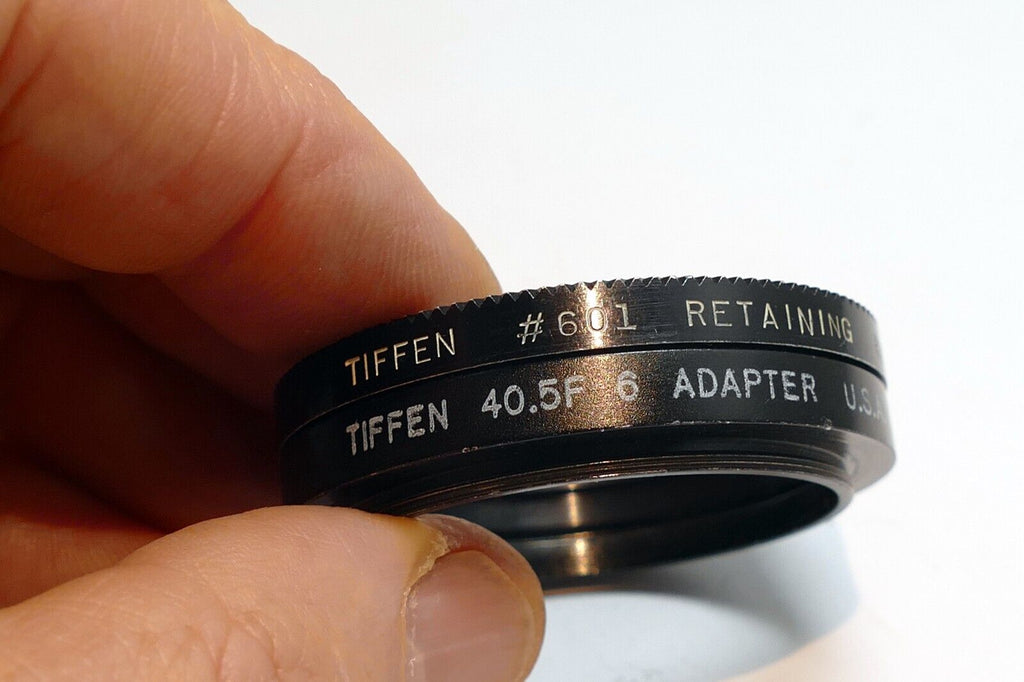 TIFFEN #601 RETAINING
TIFFEN 40.5F 6 ADAPTER U.S.A